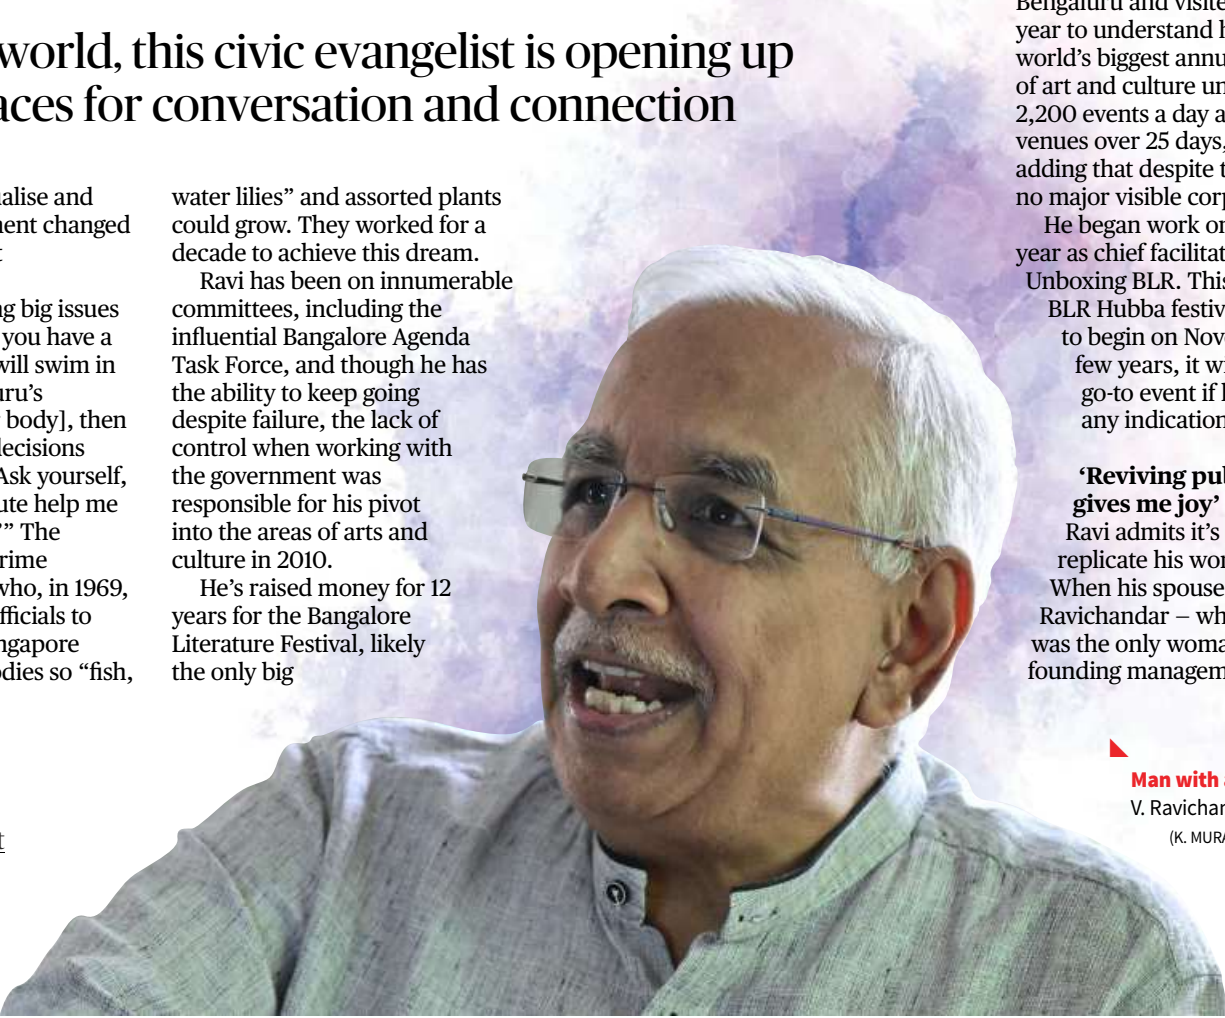 world, this civic evangelist is opening up
aces for conversation and connection
alise and
ent changed
t
ng big issues
you have a
will swim in
uru's
body], then
decisions
Ask yourself,
ute help me
’” The
rime
who, in 1969,
fficials to
ngapore
odies so “fish,
t
water lilies” and assorted plants
could grow. They worked for a
decade to achieve this dream.
Ravi has been on innumerable
committees, including the
influential Bangalore Agenda
Task Force, and though he has
the ability to keep going
despite failure, the lack of
control when working with
the government was
responsible for his pivot
into the areas of arts and
culture in 2010.
He’s raised money for 12
years for the Bangalore
Literature Festival, likely
the only big
Bengaluru and visite
year to understand h
world’s biggest annu
of art and culture un
2,200 events a day a
venues over 25 days,
adding that despite t
no major visible corp
He began work on
year as chief facilitat
Unboxing BLR. This
BLR Hubba festiv
to begin on Nov
few years, it wi
go-to event if h
any indication
‘Reviving pub
gives me joy’
Ravi admits it’s
replicate his wor
When his spouse
Ravichandar — wh
was the only woma
founding managem
Man with a
V. Ravichan
(K. MURA